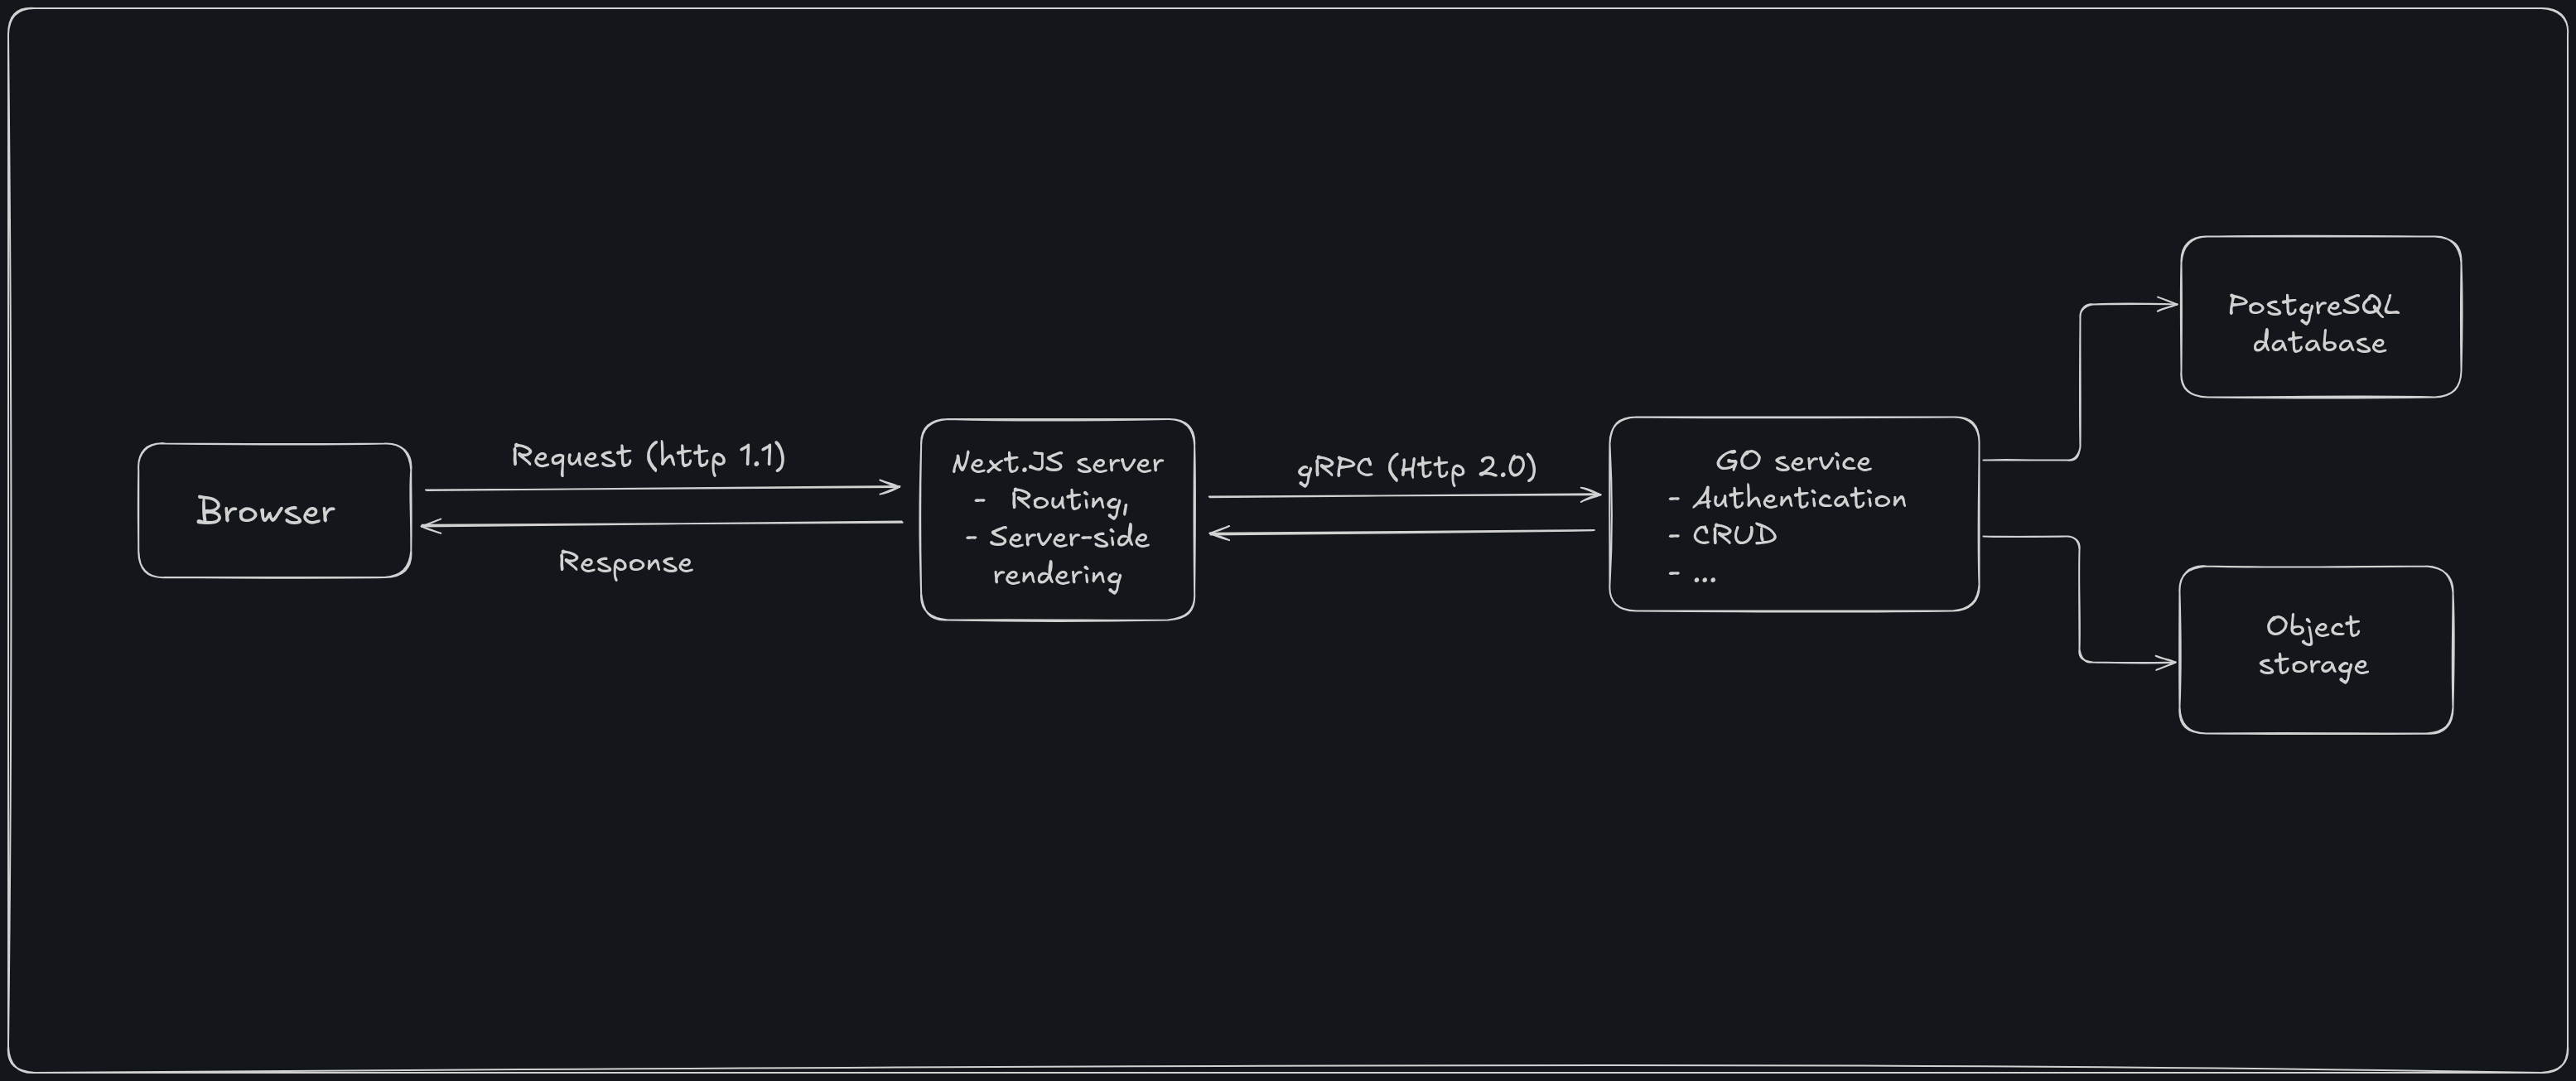 Browser
Request (http 1.1)
Response
Next.JS server
- Routing,
- Server-side
rendering
gRPC (Http 2.0)
GO service
- Authentication
- CRUD
- ...
PostgreSQL
database
Object
storage